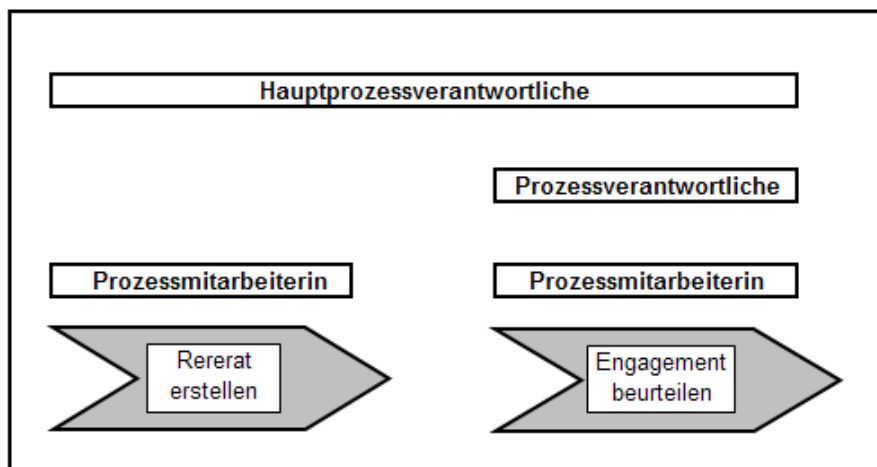 Hauptprozessverantwortliche
Prozessverantwortliche
Prozessmitarbeiterin
Prozessmitarbeiterin
Rererat
erstellen
Engagement
beurteilen